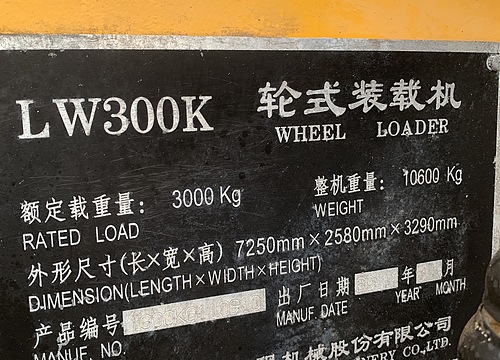 LW300K 轮式装载机
WHEEL LOADER
额定载重量: 3000 Kg 整机重量: 10600 Kg
RATED LOAD WEIGHT
外形尺寸(长×宽×高) 7250mm×2580mm×3290mm
DIMENSION(LENGTH×WIDTH×HEIGHT)
产品编号 出厂日期 年 月
MANUF. NO. MANUF. DATE YEAR MONTH
机械股份有限公司
CO.,LTD.